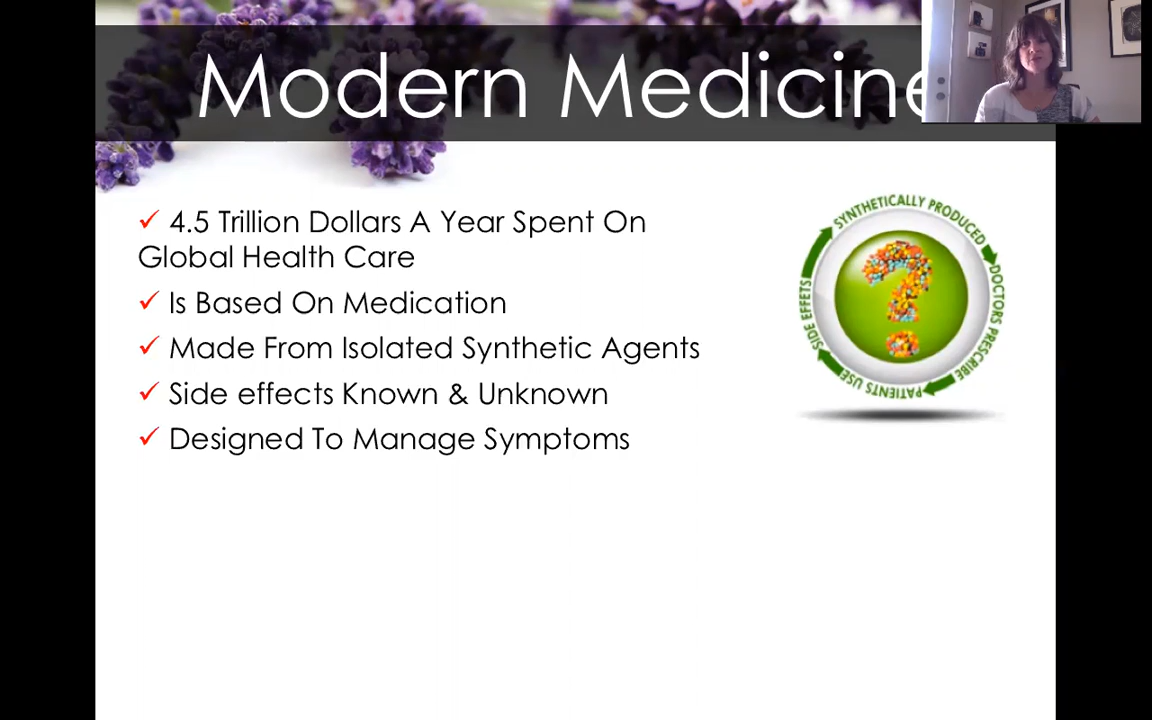 Modern Medicine
✓ 4.5 Trillion Dollars A Year Spent On
Global Health Care
✓ Is Based On Medication
✓ Made From Isolated Synthetic Agents
✓ Side effects Known & Unknown
✓ Designed To Manage Symptoms
SYNTHETICALLY PRODUCED
DOCTORS PRESCRIBE
PATIENTS USE
SIDE EFFETS